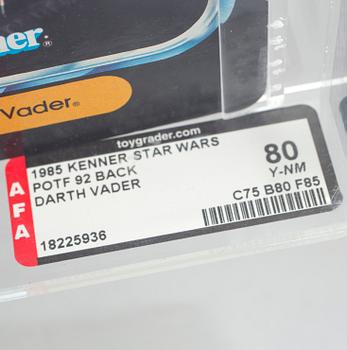 ner®
Vader®
toygrader.com
1985 KENNER STAR WARS
POTF 92 BACK
DARTH VADER
80
Y-NM
C75 B80 F85
18225936
AFA